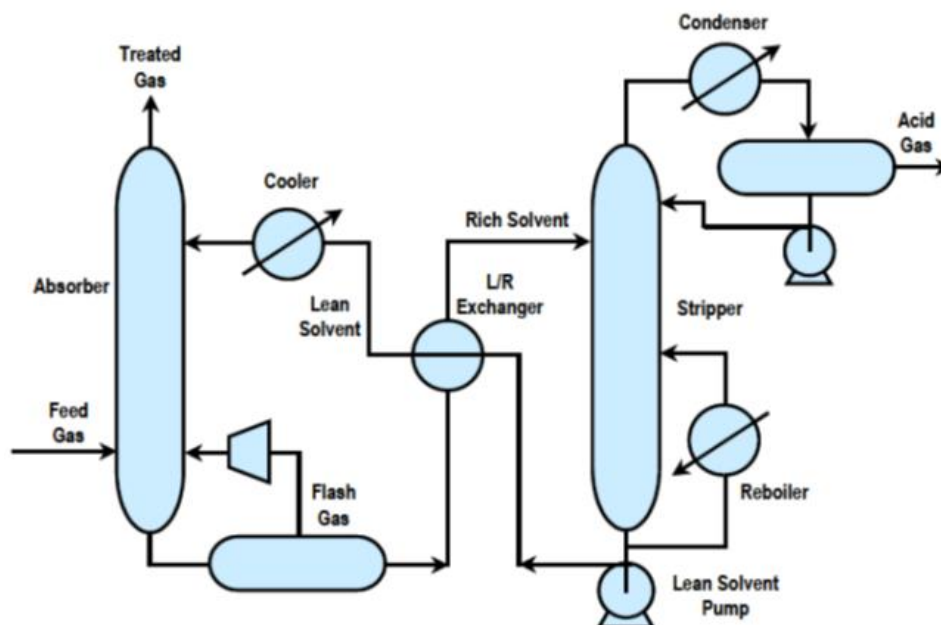 Condenser
Treated
Gas
Acid
Gas
Cooler
Rich Solvent
Absorber
L/R
Exchanger
Lean
Solvent
Stripper
Feed
Gas
Flash
Gas
Reboiler
Lean Solvent
Pump